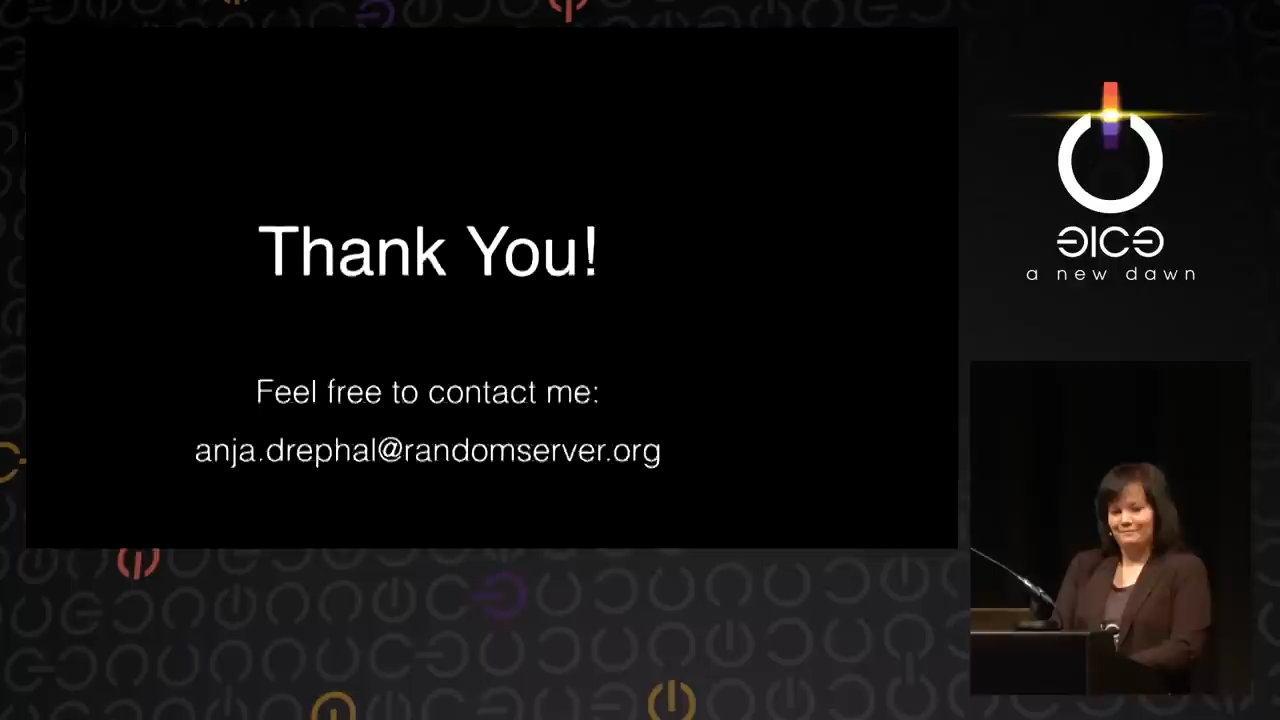 Thank You!
Feel free to contact me:
anja.drephal@randomserver.org
a new dawn